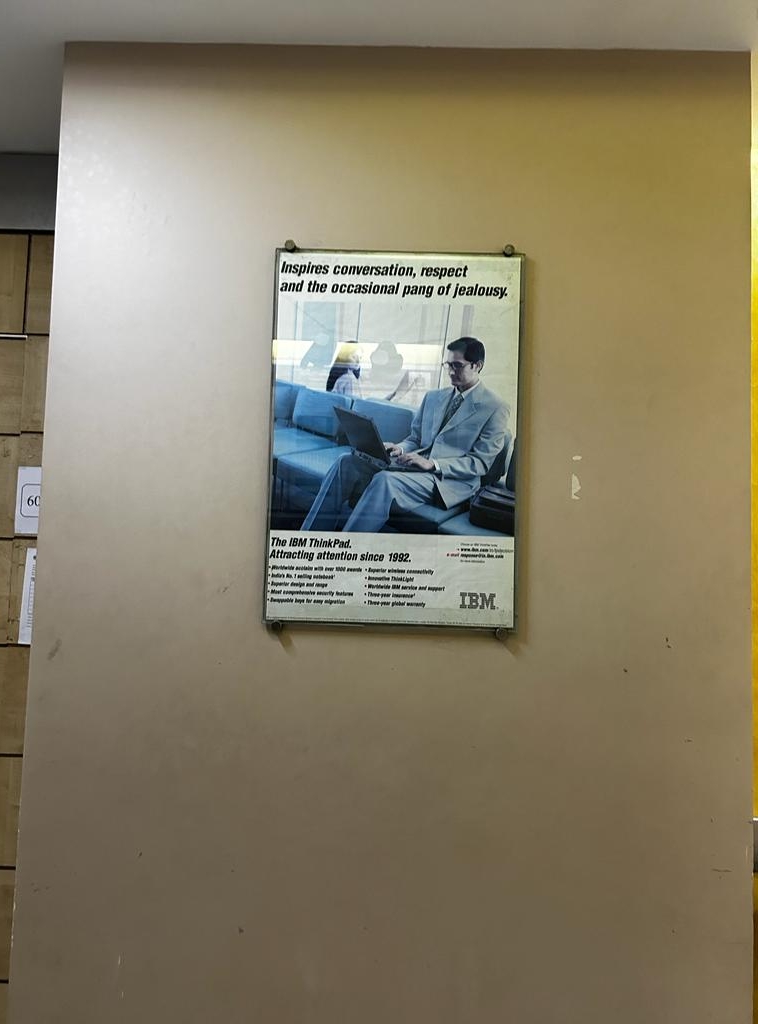 Inspires conversation, respect
and the occasional pang of jealousy.
The IBM ThinkPad.
Attracting attention since 1992.
• Worldwide acclaim with over 1000 awards
• India's No.1 selling notebook
• Superior design and range
• Most comprehensive security features
• Swappable bays for easy migration
• Superior wireless connectivity
• Innovative ThinkLight
• Worldwide IBM service and support
• Three-year insurance
• Three-year global warranty
IBM
60